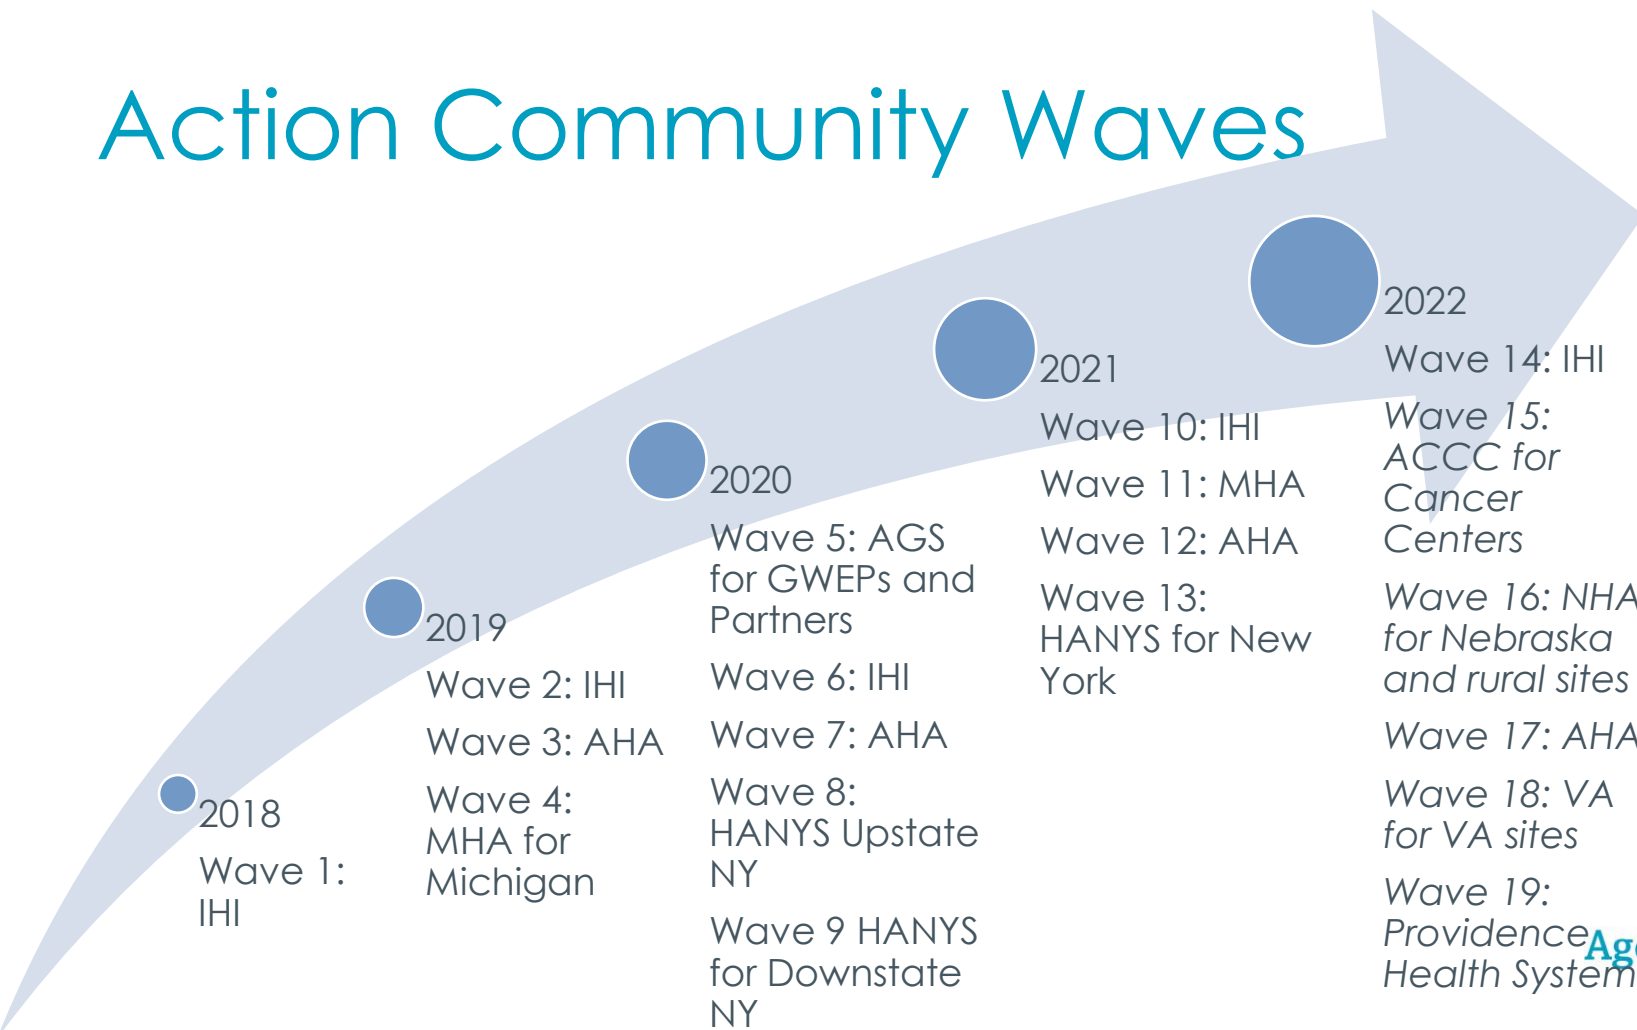 Action Community Waves
2018
Wave 1:
IHI
2019
Wave 2: IHI
Wave 3: AHA
Wave 4:
MHA for
Michigan
2020
Wave 5: AGS
for GWEPs and
Partners
Wave 6: IHI
Wave 7: AHA
Wave 8:
HANYS Upstate
NY
Wave 9 HANYS
for Downstate
NY
2021
Wave 10: IHI
Wave 11: MHA
Wave 12: AHA
Wave 13:
HANYS for New
York
2022
Wave 14: IHI
Wave 15:
ACCC for
Cancer
Centers
Wave 16: NHA
for Nebraska
and rural sites
Wave 17: AHA
Wave 18: VA
for VA sites
Wave 19:
Providence
Health System